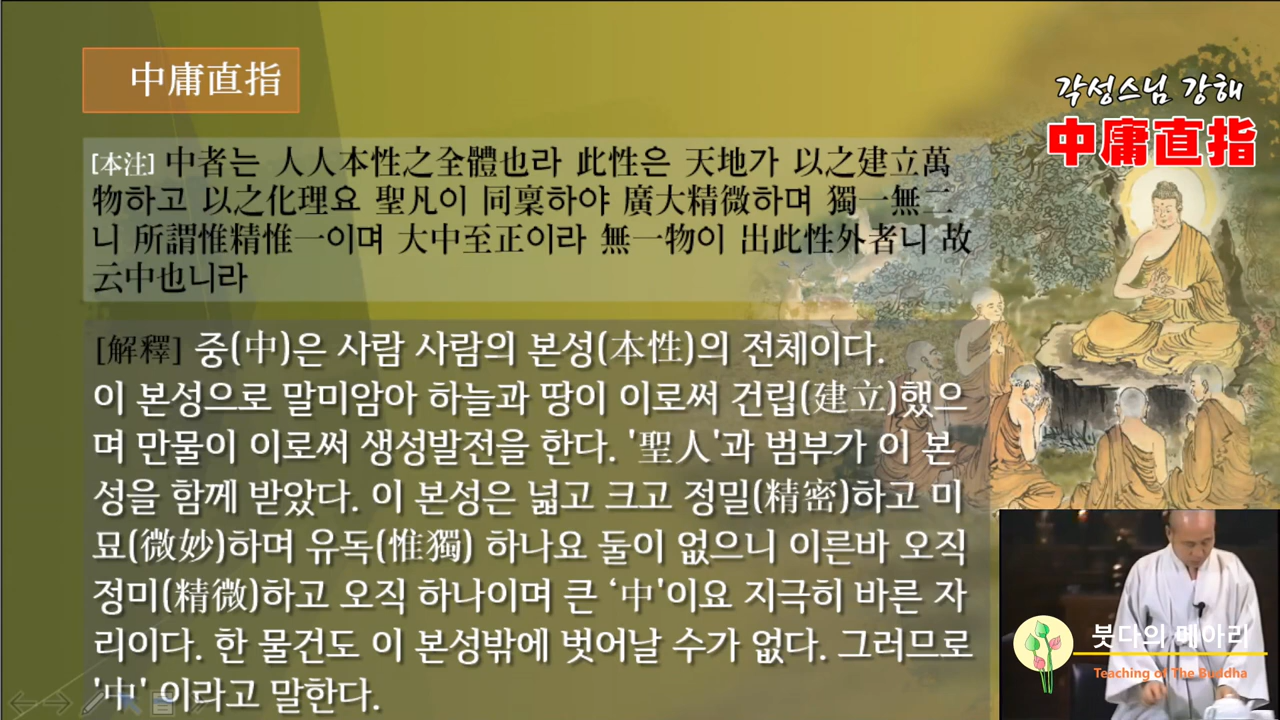 中庸直指
각성스님 강해
中庸直指
[本注] 中者는 人人本性之全體也라 此性은 天地가 以之建立萬
物하고 以之化理요 聖凡이 同稟하야 廣大精微하며 獨一無二
니 所謂惟精惟一이며 大中至正이라 無一物이 出此性外者니 故
云中也니라
[解釋] 중(中)은 사람 사람의 본성(本性)의 전체이다.
이 본성으로 말미암아 하늘과 땅이 이로써 건립(建立)했으
며 만물이 이로써 생성발전을 한다. '聖人'과 범부가 이 본
성을 함께 받았다. 이 본성은 넓고 크고 정밀(精密)하고 미
묘(微妙)하며 유독(惟獨) 하나요 둘이 없으니 이른바 오직
정미(精微)하고 오직 하나이며 큰 ‘中'이요 지극히 바른 자
리이다. 한 물건도 이 본성밖에 벗어날 수가 없다. 그러므로
'中' 이라고 말한다.
붓다의 메아리
Teaching of The Buddha